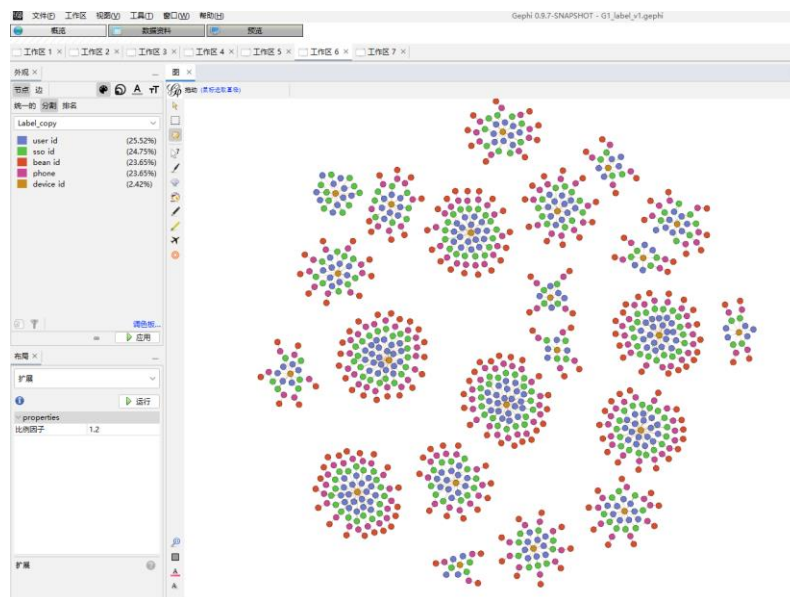 文件(F) 工作区 视图(V) 工具(T) 窗口(W) 帮助(H) Gephi 0.9.7-SNAPSHOT - G1_label_v1.gephi
概览 数据资料 预览
工作区 1 × 工作区 2 × 工作区 3 × 工作区 4 × 工作区 5 × 工作区 6 × 工作区 7 ×
外观 ×
图 ×
节点 边
拖动
统一的 分割 排名
Label_copy
user id (25.52%)
sso id (24.75%)
bean id (23.65%)
phone (23.65%)
device id (2.42%)
调色板...
应用
布局 ×
扩展
运行
properties
比例因子 1.2
扩展